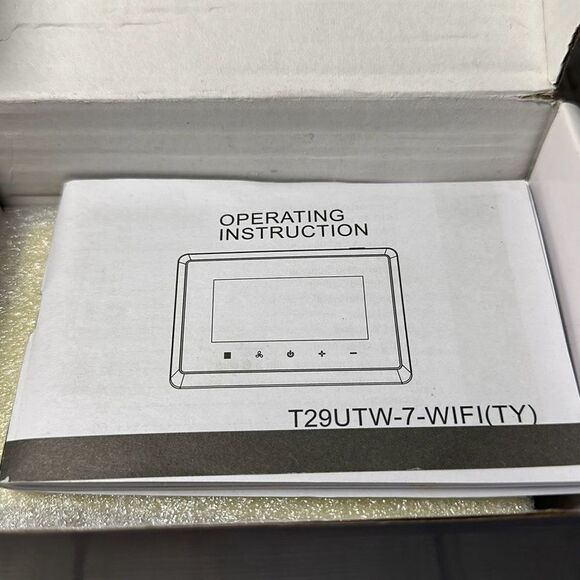 OPERATING
INSTRUCTION
T29UTW-7-WIFI(TY)